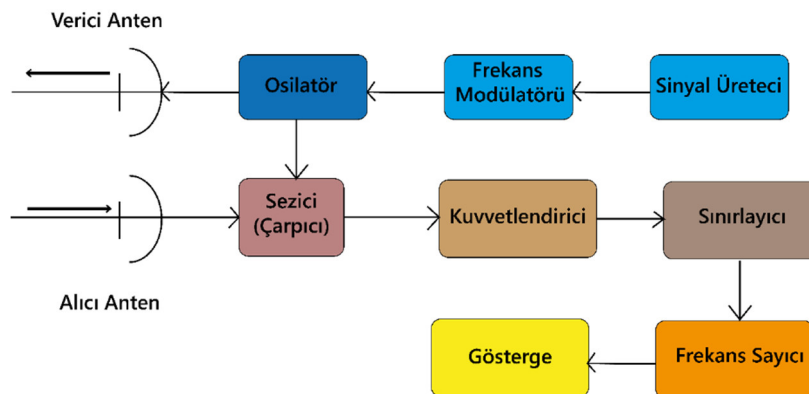 Verici Anten
Osilatör
Frekans
Modülatörü
Sinyal Üreteci
Sezici
(Çarpıcı)
Kuvvetlendirici
Sınırlayıcı
Alıcı Anten
Gösterge
Frekans Sayıcı